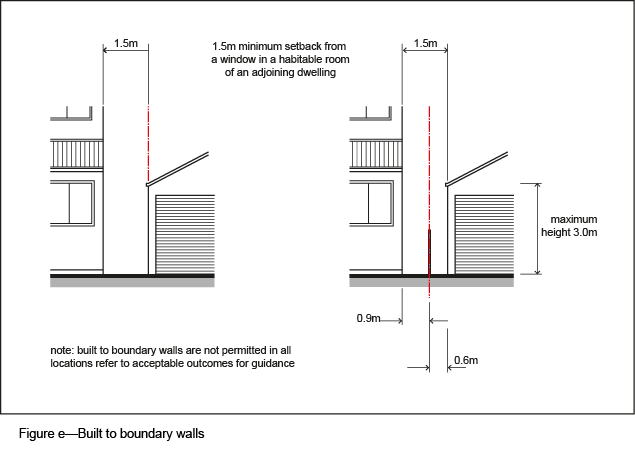 1.5m
1.5m minimum setback from
a window in a habitable room
of an adjoining dwelling
1.5m
maximum
height 3.0m
0.9m
0.6m
note: built to boundary walls are not permitted in all
locations refer to acceptable outcomes for guidance
Figure e—Built to boundary walls